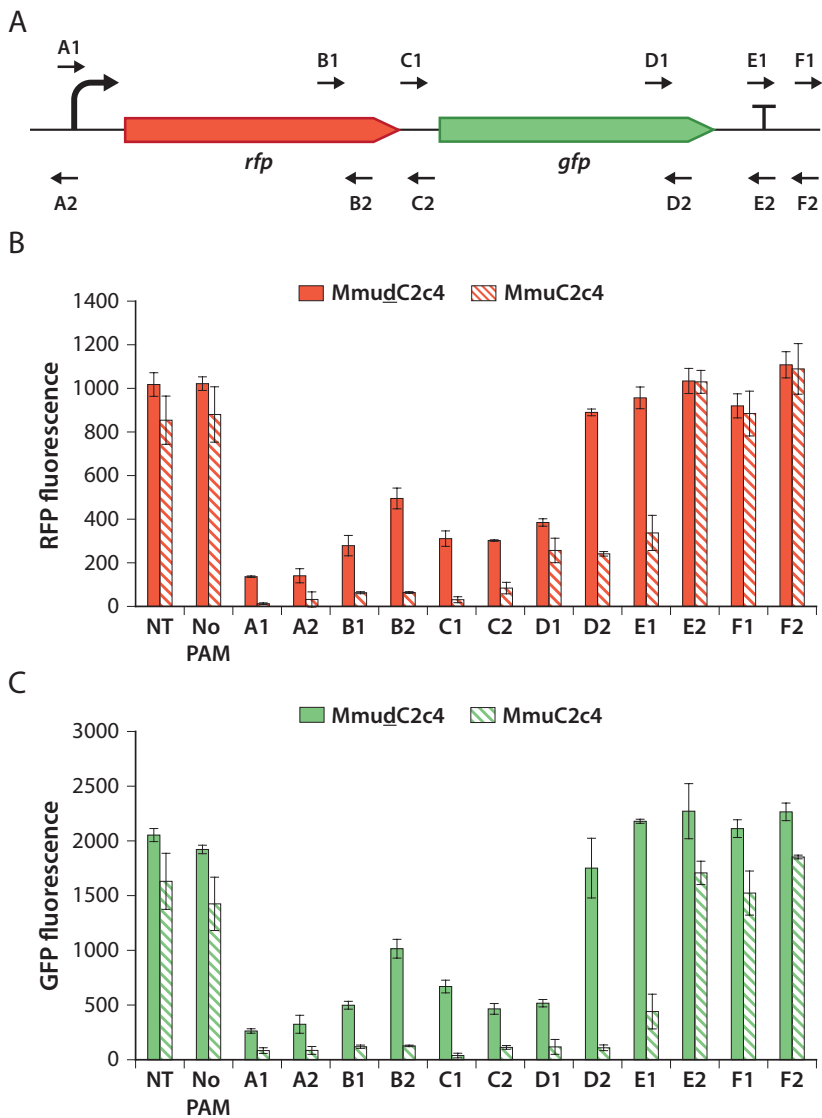 A
A1 B1 C1 D1 E1 F1
rfp gfp
A2 B2 C2 D2 E2 F2
B
MmudC2c4 MmuC2c4
1400
1200
1000
800
600
400
200
0
RFP fluorescence
NT No PAM A1 A2 B1 B2 C1 C2 D1 D2 E1 E2 F1 F2
C
MmudC2c4 MmuC2c4
3000
2500
2000
1500
1000
500
0
GFP fluorescence
NT No PAM A1 A2 B1 B2 C1 C2 D1 D2 E1 E2 F1 F2